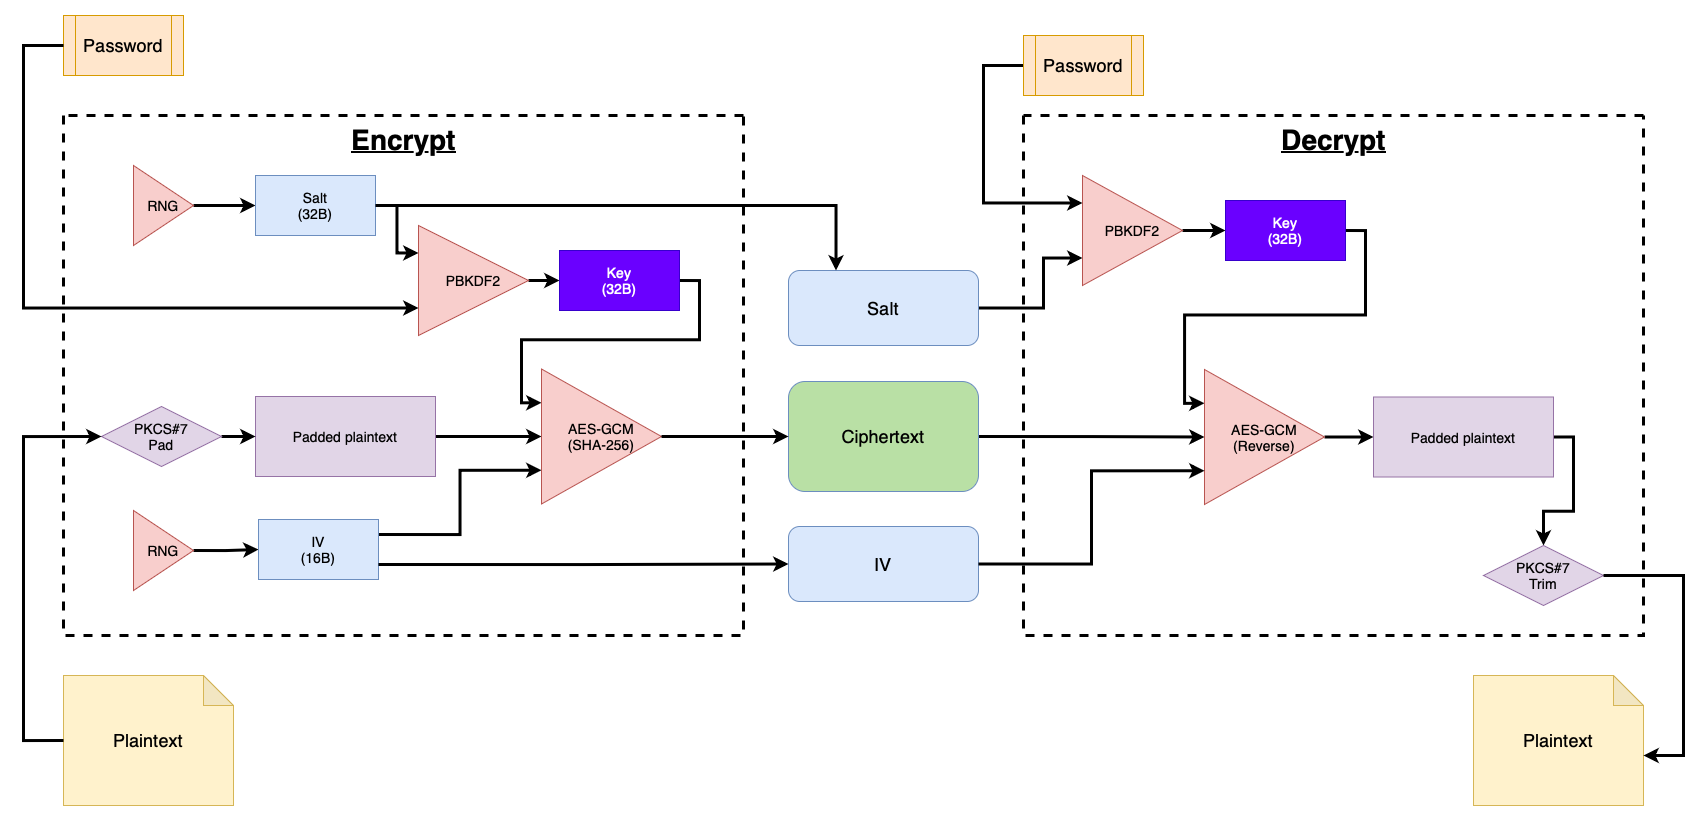 Password
Password
Encrypt
Decrypt
RNG
Salt
(32B)
PBKDF2
Key
(32B)
Salt
PBKDF2
Key
(32B)
PKCS#7
Pad
Padded plaintext
AES-GCM
(SHA-256)
Ciphertext
AES-GCM
(Reverse)
Padded plaintext
RNG
IV
(16B)
IV
PKCS#7
Trim
Plaintext
Plaintext